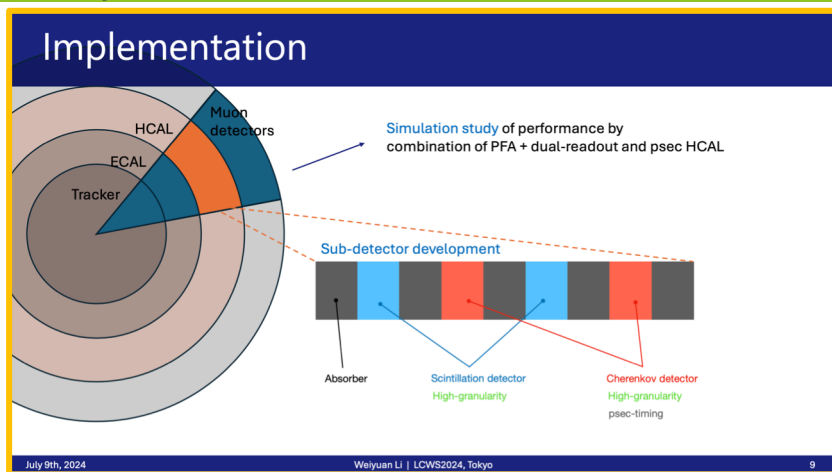 Implementation
Muon
detectors
HCAL
ECAL
Tracker
Simulation study of performance by
combination of PFA + dual-readout and psec HCAL
Sub-detector development
Absorber
Scintillation detector
High-granularity
Cherenkov detector
High-granularity
psec-timing
July 9th, 2024
Weiyuan Li | LCWS2024, Tokyo
9